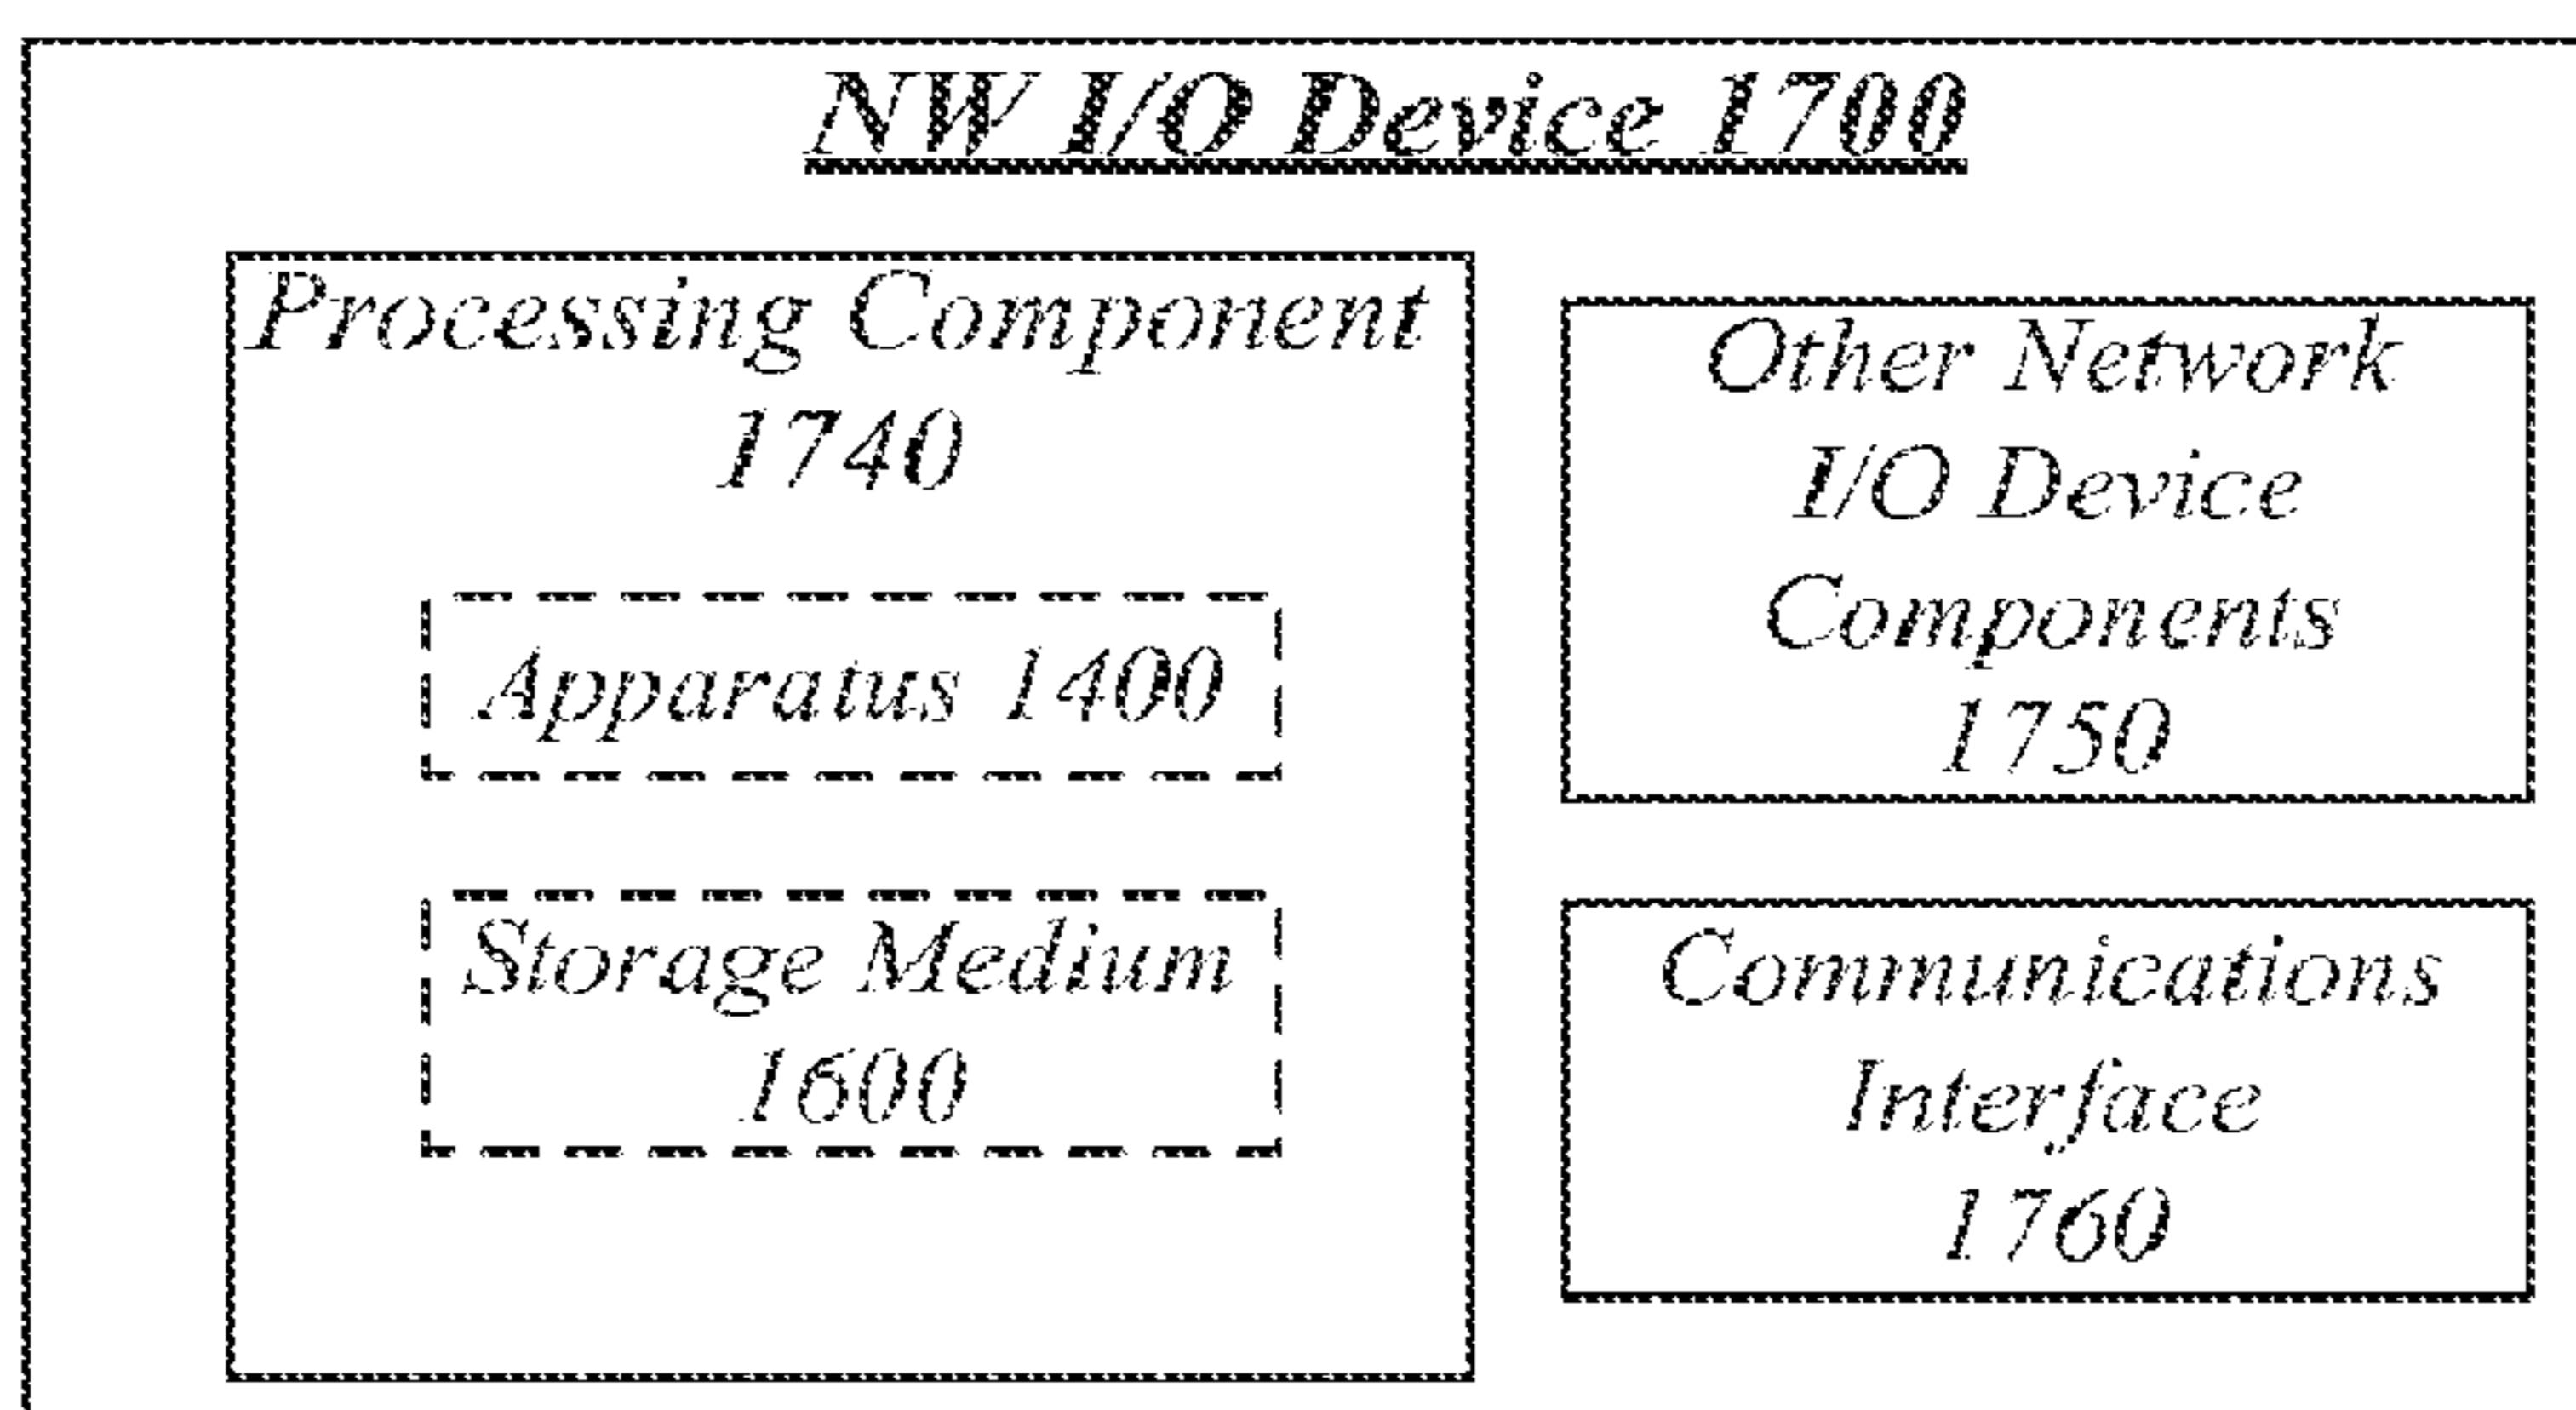 NW I/O Device 1700
Processing Component
1740
Apparatus 1400
Storage Medium
1600
Other Network
I/O Device
Components
1750
Communications
Interface
1760